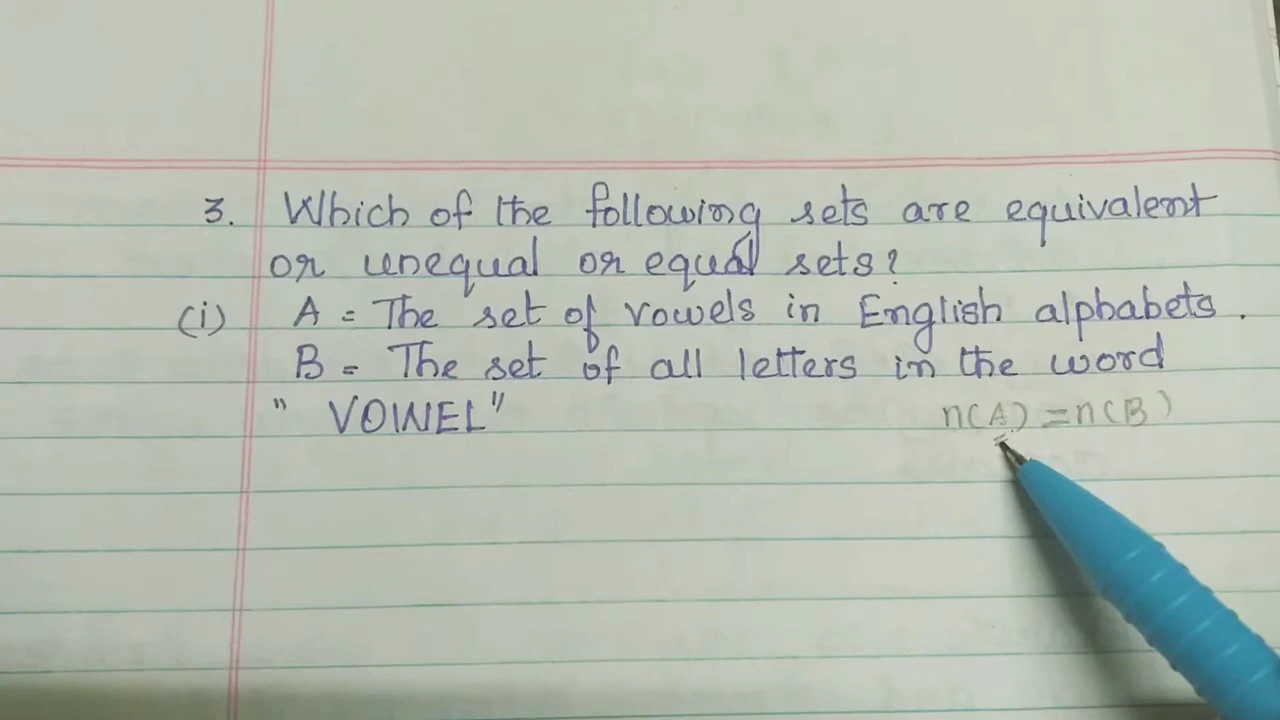 3. Which of the following sets are equivalent
or unequal or equal sets?
(i) A = The set of vowels in English alphabets.
B = The set of all letters in the word
" VOWEL" n(A) = n(B)